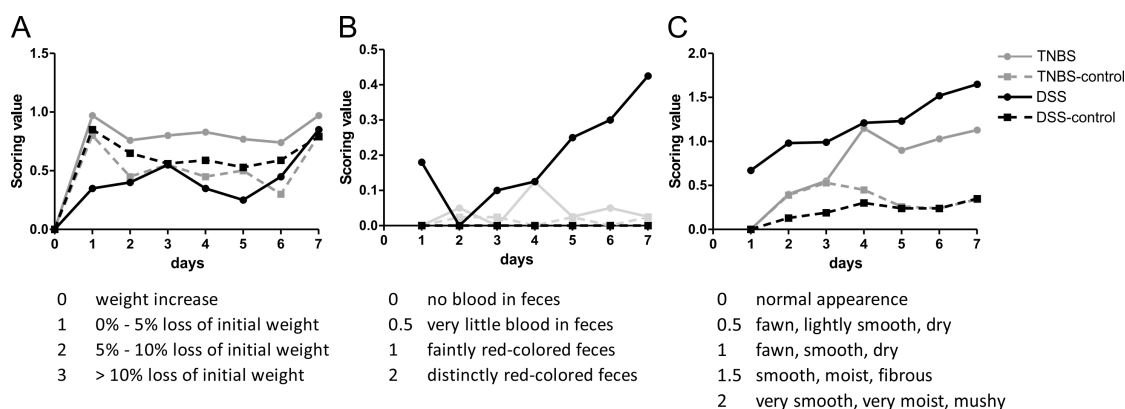 A
B
C
1.5
1.0
0.5
0.0
Scoring value
0 1 2 3 4 5 6 7
days
0.5
0.4
0.3
0.2
0.1
0.0
Scoring value
0 1 2 3 4 5 6 7
days
2.0
1.5
1.0
0.5
0.0
Scoring value
0 1 2 3 4 5 6 7
days
TNBS
TNBS-control
DSS
DSS-control
0 weight increase
1 0% - 5% loss of initial weight
2 5% - 10% loss of initial weight
3 > 10% loss of initial weight
0 no blood in feces
0.5 very little blood in feces
1 faintly red-colored feces
2 distinctly red-colored feces
0 normal appearence
0.5 fawn, lightly smooth, dry
1 fawn, smooth, dry
1.5 smooth, moist, fibrous
2 very smooth, very moist, mushy